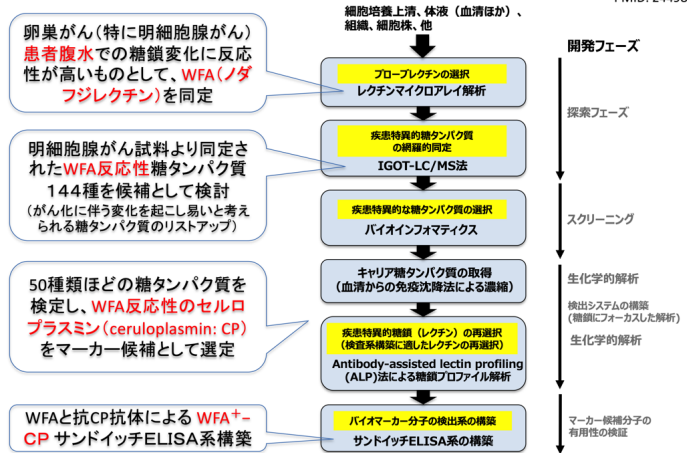 PMID: 24498
細胞培養上清、体液（血清ほか）、
組織、細胞株、他
開発フェーズ
卵巣がん（特に明細胞腺がん）
患者腹水での糖鎖変化に反応
性が高いものとして、WFA（ノダ
フジレクチン）を同定
プローブレクチンの選択
レクチンマイクロアレイ解析
探索フェーズ
明細胞腺がん試料より同定さ
れたWFA反応性糖タンパク質
１４４種を候補として検討
（がん化に伴う変化を起こし易いと考え
られる糖タンパク質のリストアップ）
疾患特異的糖タンパク質
の網羅的同定
IGOT-LC/MS法
疾患特異的な糖タンパク質の選択
バイオインフォマティクス
スクリーニング
50種類ほどの糖タンパク質を
検定し、WFA反応性のセルロ
プラスミン（ceruloplasmin: CP）
をマーカー候補として選定
キャリア糖タンパク質の取得
（血清からの免疫沈降法による濃縮）
生化学的解析
検出システムの構築
(糖鎖にフォーカスした解析)
生化学的解析
疾患特異的糖鎖（レクチン）の再選択
（検査系構築に適したレクチンの再選択）
Antibody-assisted lectin profiling
(ALP)法による糖鎖プロファイル解析
WFAと抗CP抗体による WFA⁺-
CP サンドイッチELISA系構築
バイオマーカー分子の検出系の構築
サンドイッチELISA系の構築
マーカー候補分子の
有用性の検証